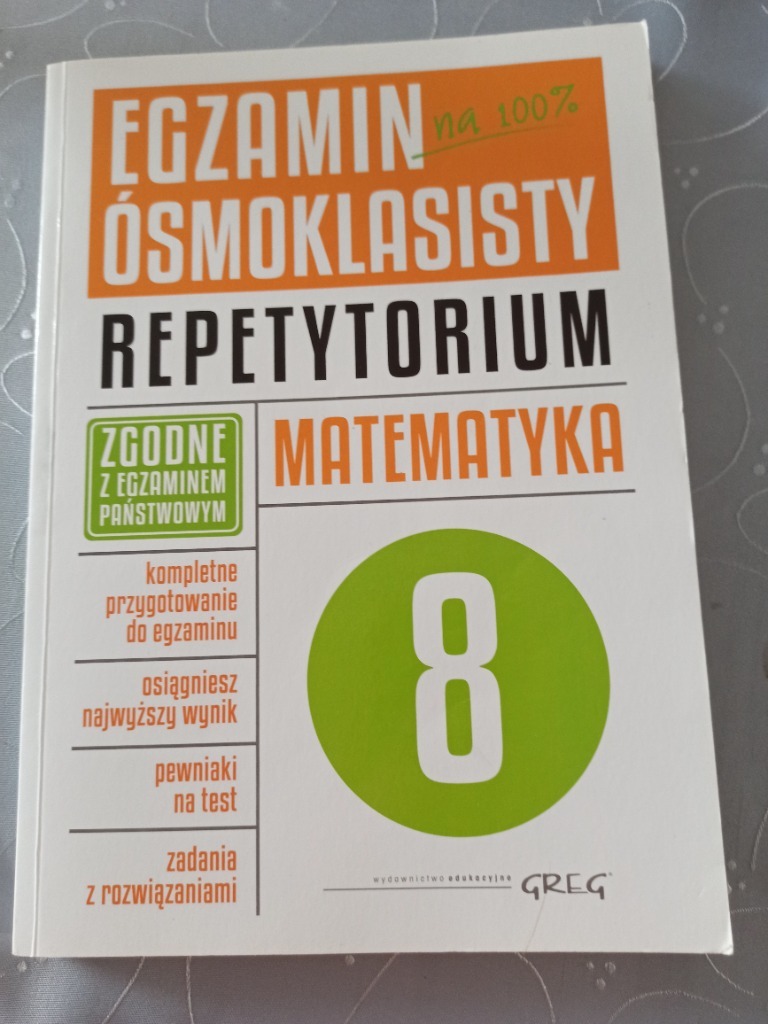 EGZAMIN na 100%
ÓSMOKLASISTY
REPETYTORIUM
ZGODNE
Z EGZAMINEM
PAŃSTWOWYM
MATEMATYKA
kompletne
przygotowanie
do egzaminu
osiągniesz
najwyższy wynik
pewniaki
na test
zadania
z rozwiązaniami
8
wydawnictwo edukacyjne GREG®